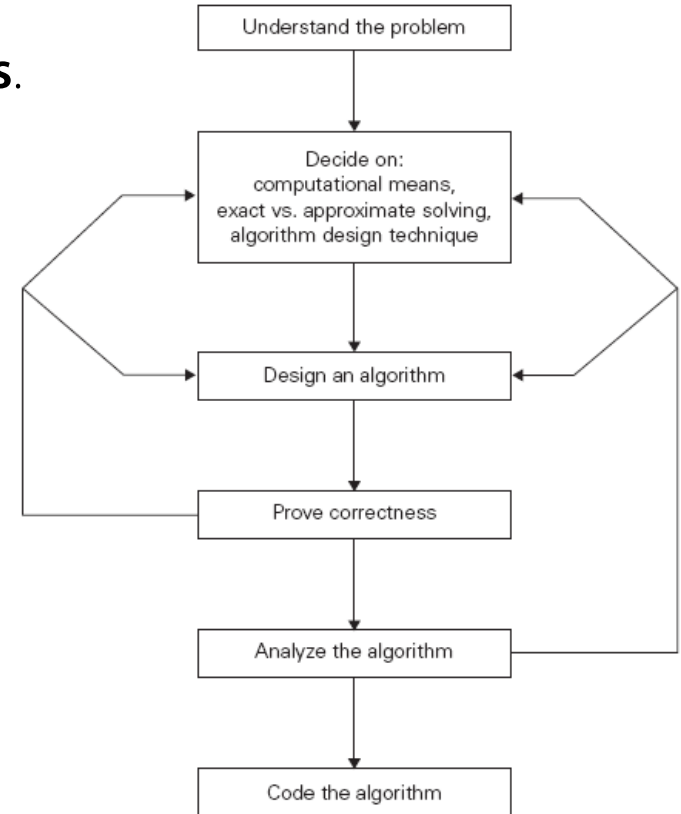 Understand the problem
s.
Decide on:
computational means,
exact vs. approximate solving,
algorithm design technique
Design an algorithm
Prove correctness
Analyze the algorithm
Code the algorithm